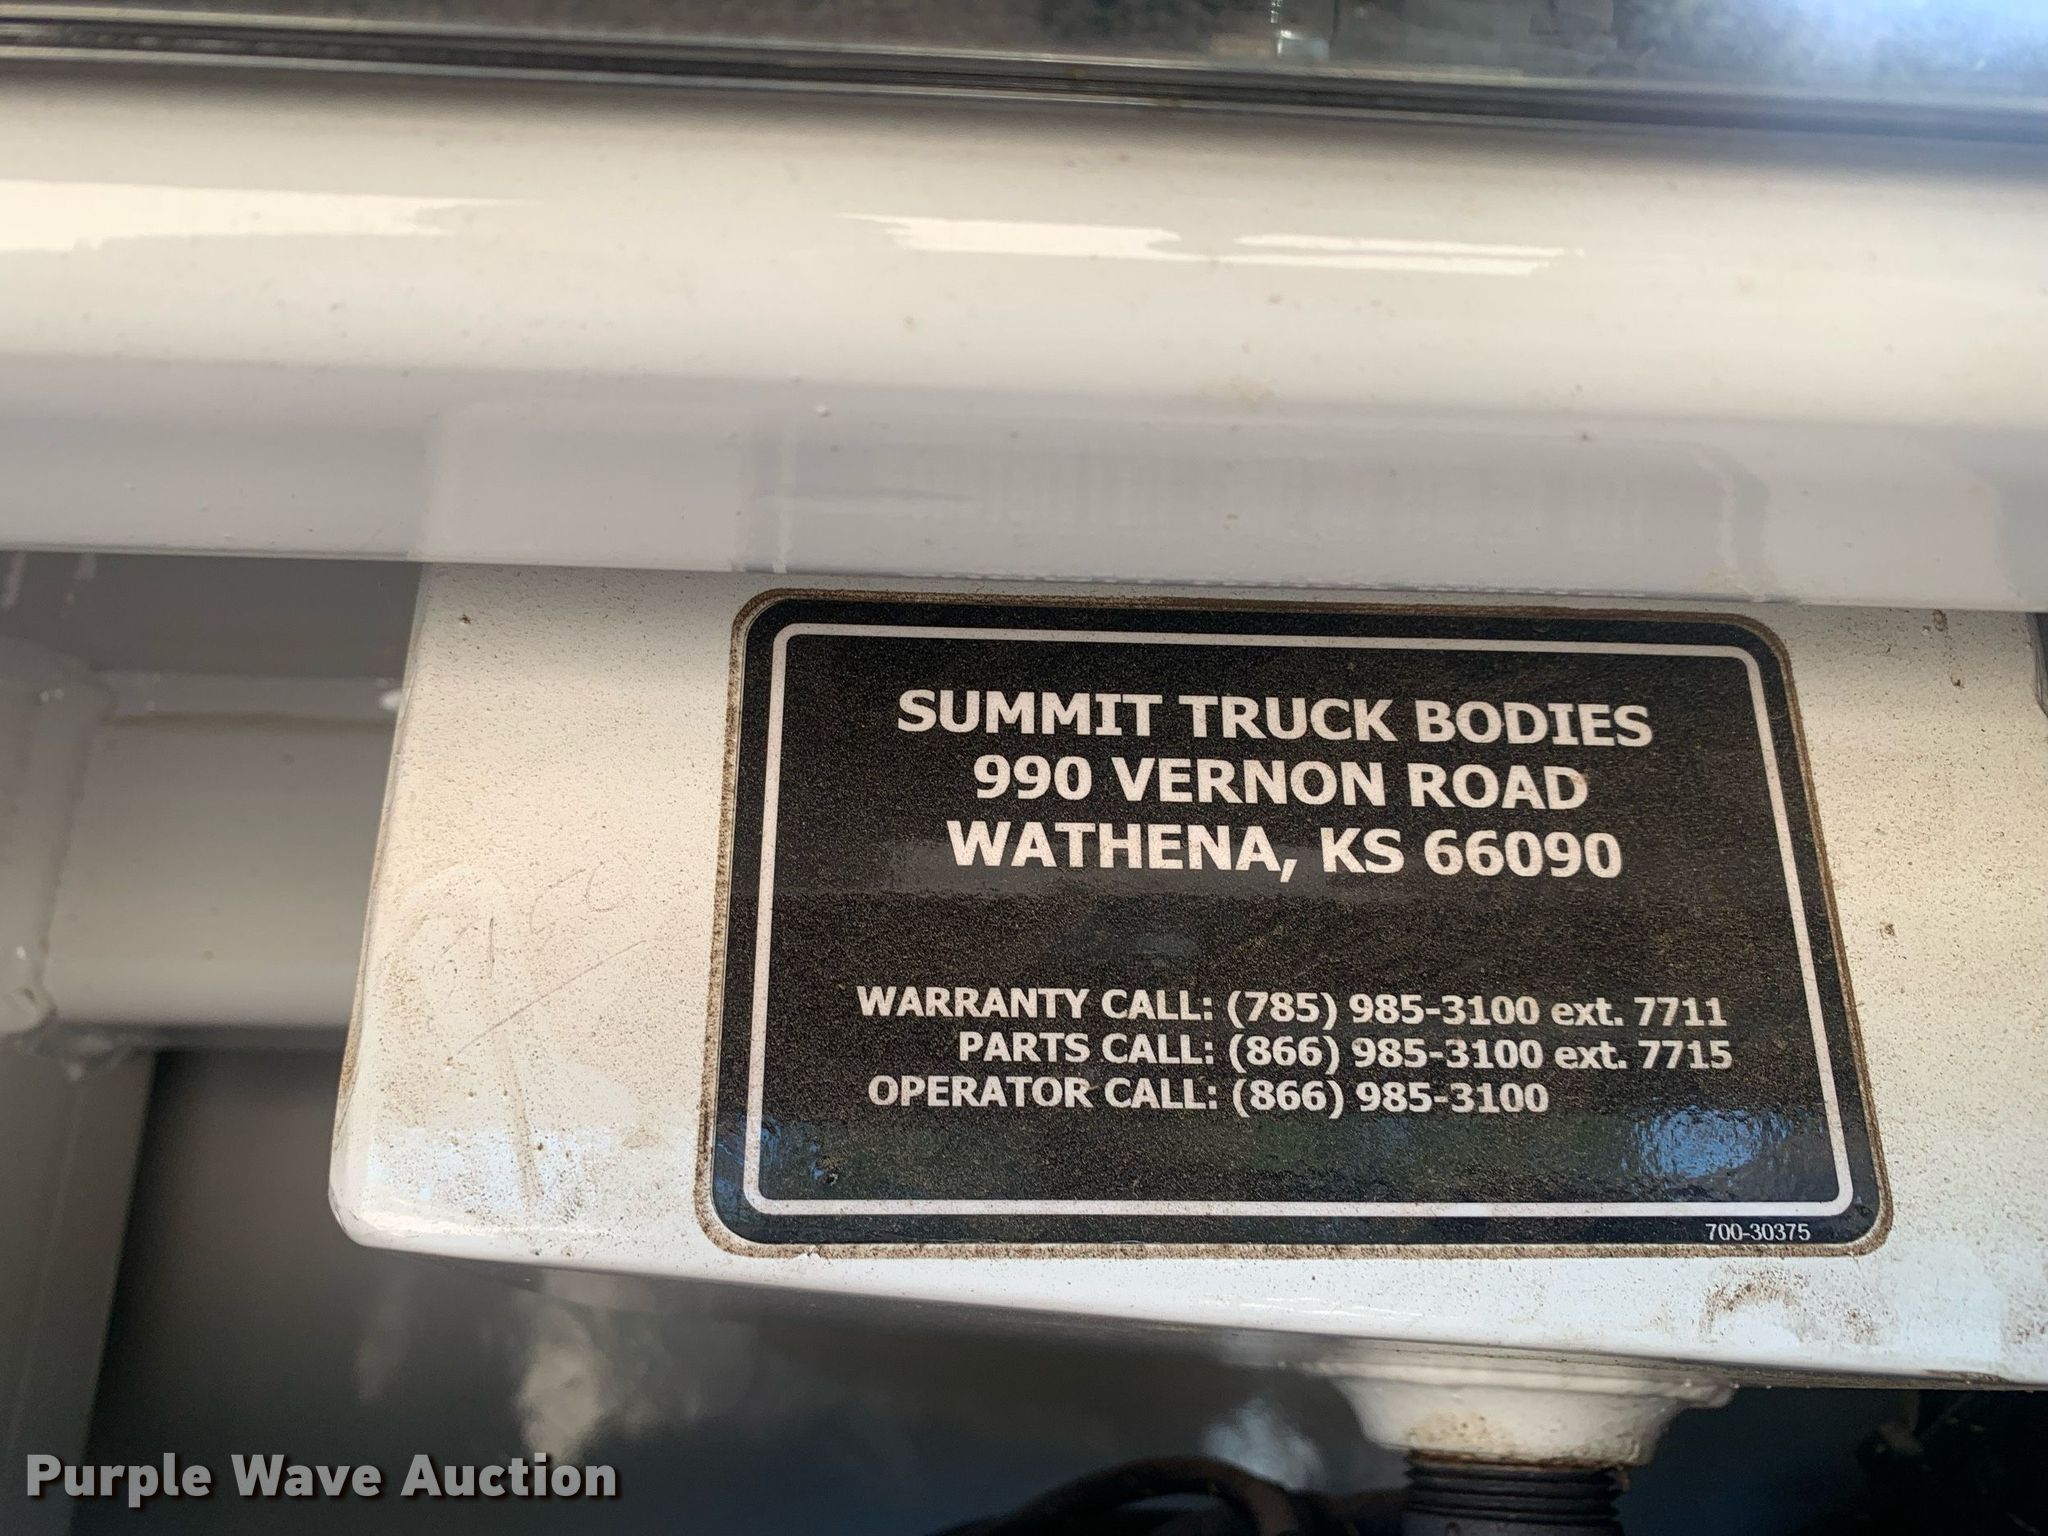 SUMMIT TRUCK BODIES
990 VERNON ROAD
WATHENA, KS 66090
WARRANTY CALL: (785) 985-3100 ext. 7711
PARTS CALL: (866) 985-3100 ext. 7715
OPERATOR CALL: (866) 985-3100
700-30375
Purple Wave Auction